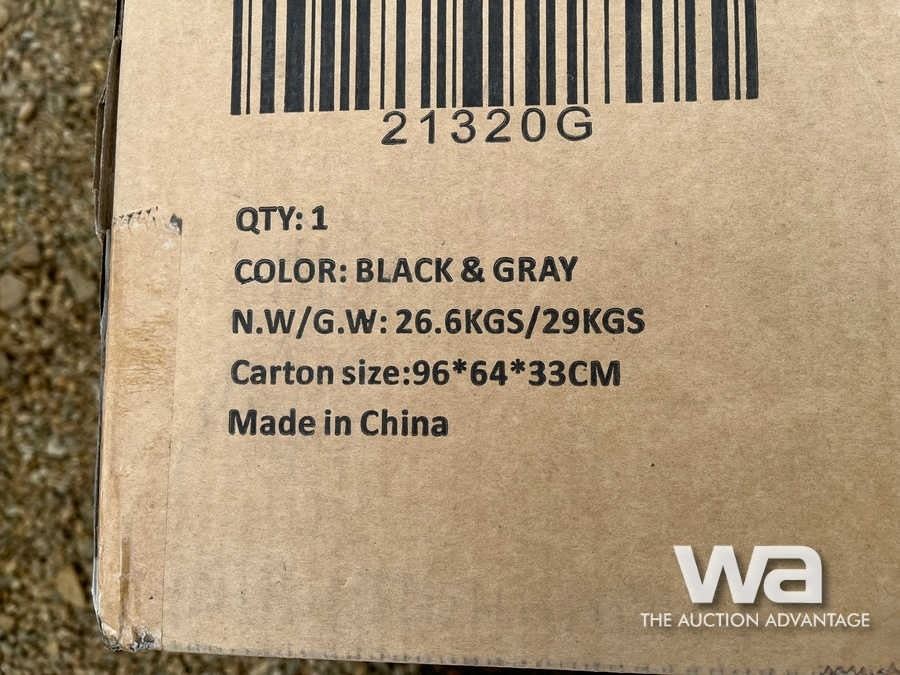 21320G
QTY: 1
COLOR: BLACK & GRAY
N.W/G.W: 26.6KGS/29KGS
Carton size:96*64*33CM
Made in China
wa
THE AUCTION ADVANTAGE